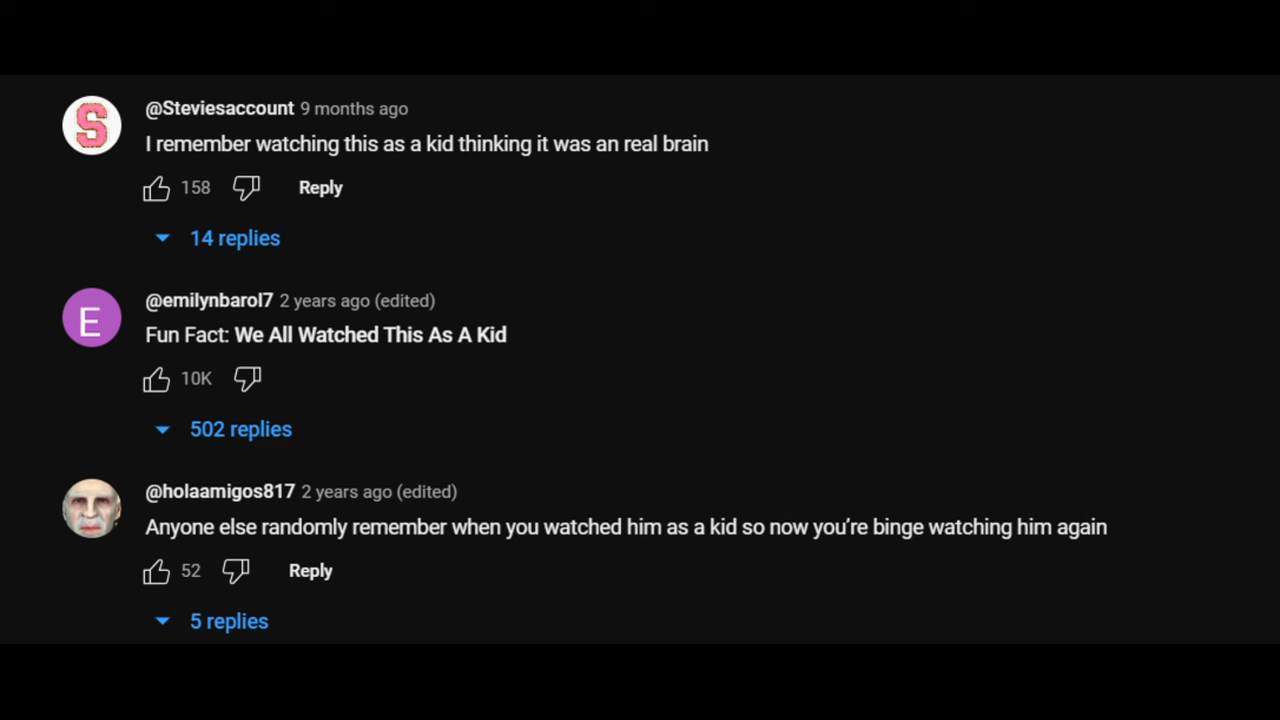 S
@Steviesaccount 9 months ago
I remember watching this as a kid thinking it was an real brain
158 Reply
14 replies
E
@emilynbarol7 2 years ago (edited)
Fun Fact: We All Watched This As A Kid
10K
502 replies
@holaamigos817 2 years ago (edited)
Anyone else randomly remember when you watched him as a kid so now you’re binge watching him again
52 Reply
5 replies